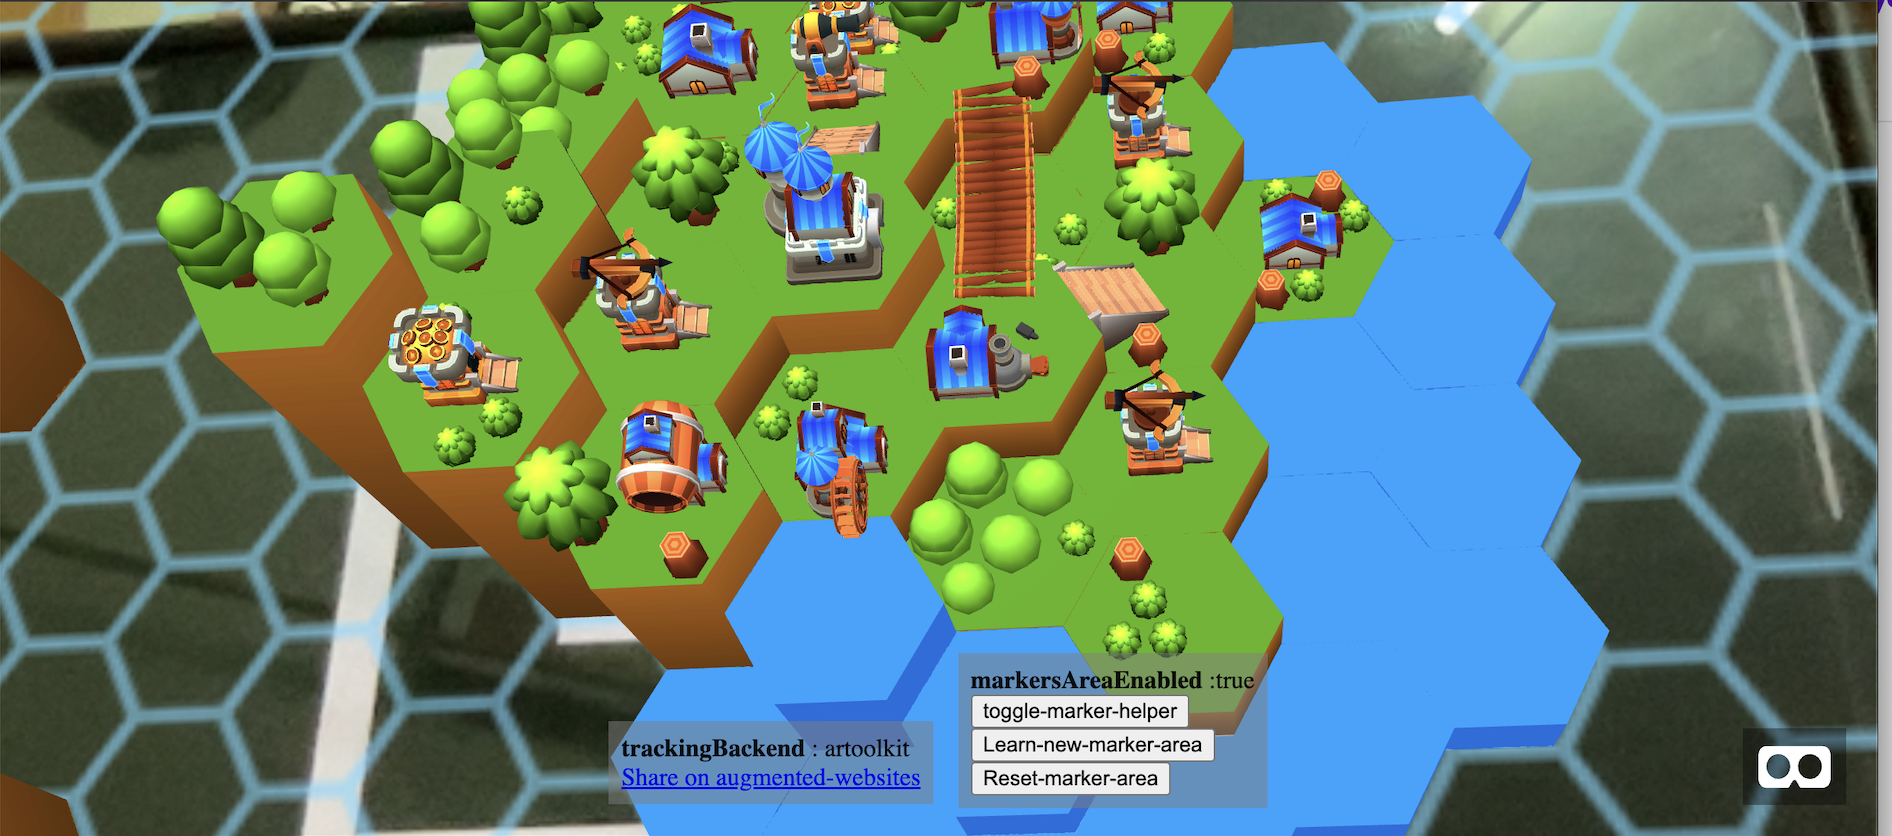 trackingBackend : artoolkit
Share on augmented-websites
markersAreaEnabled :true
toggle-marker-helper
Learn-new-marker-area
Reset-marker-area